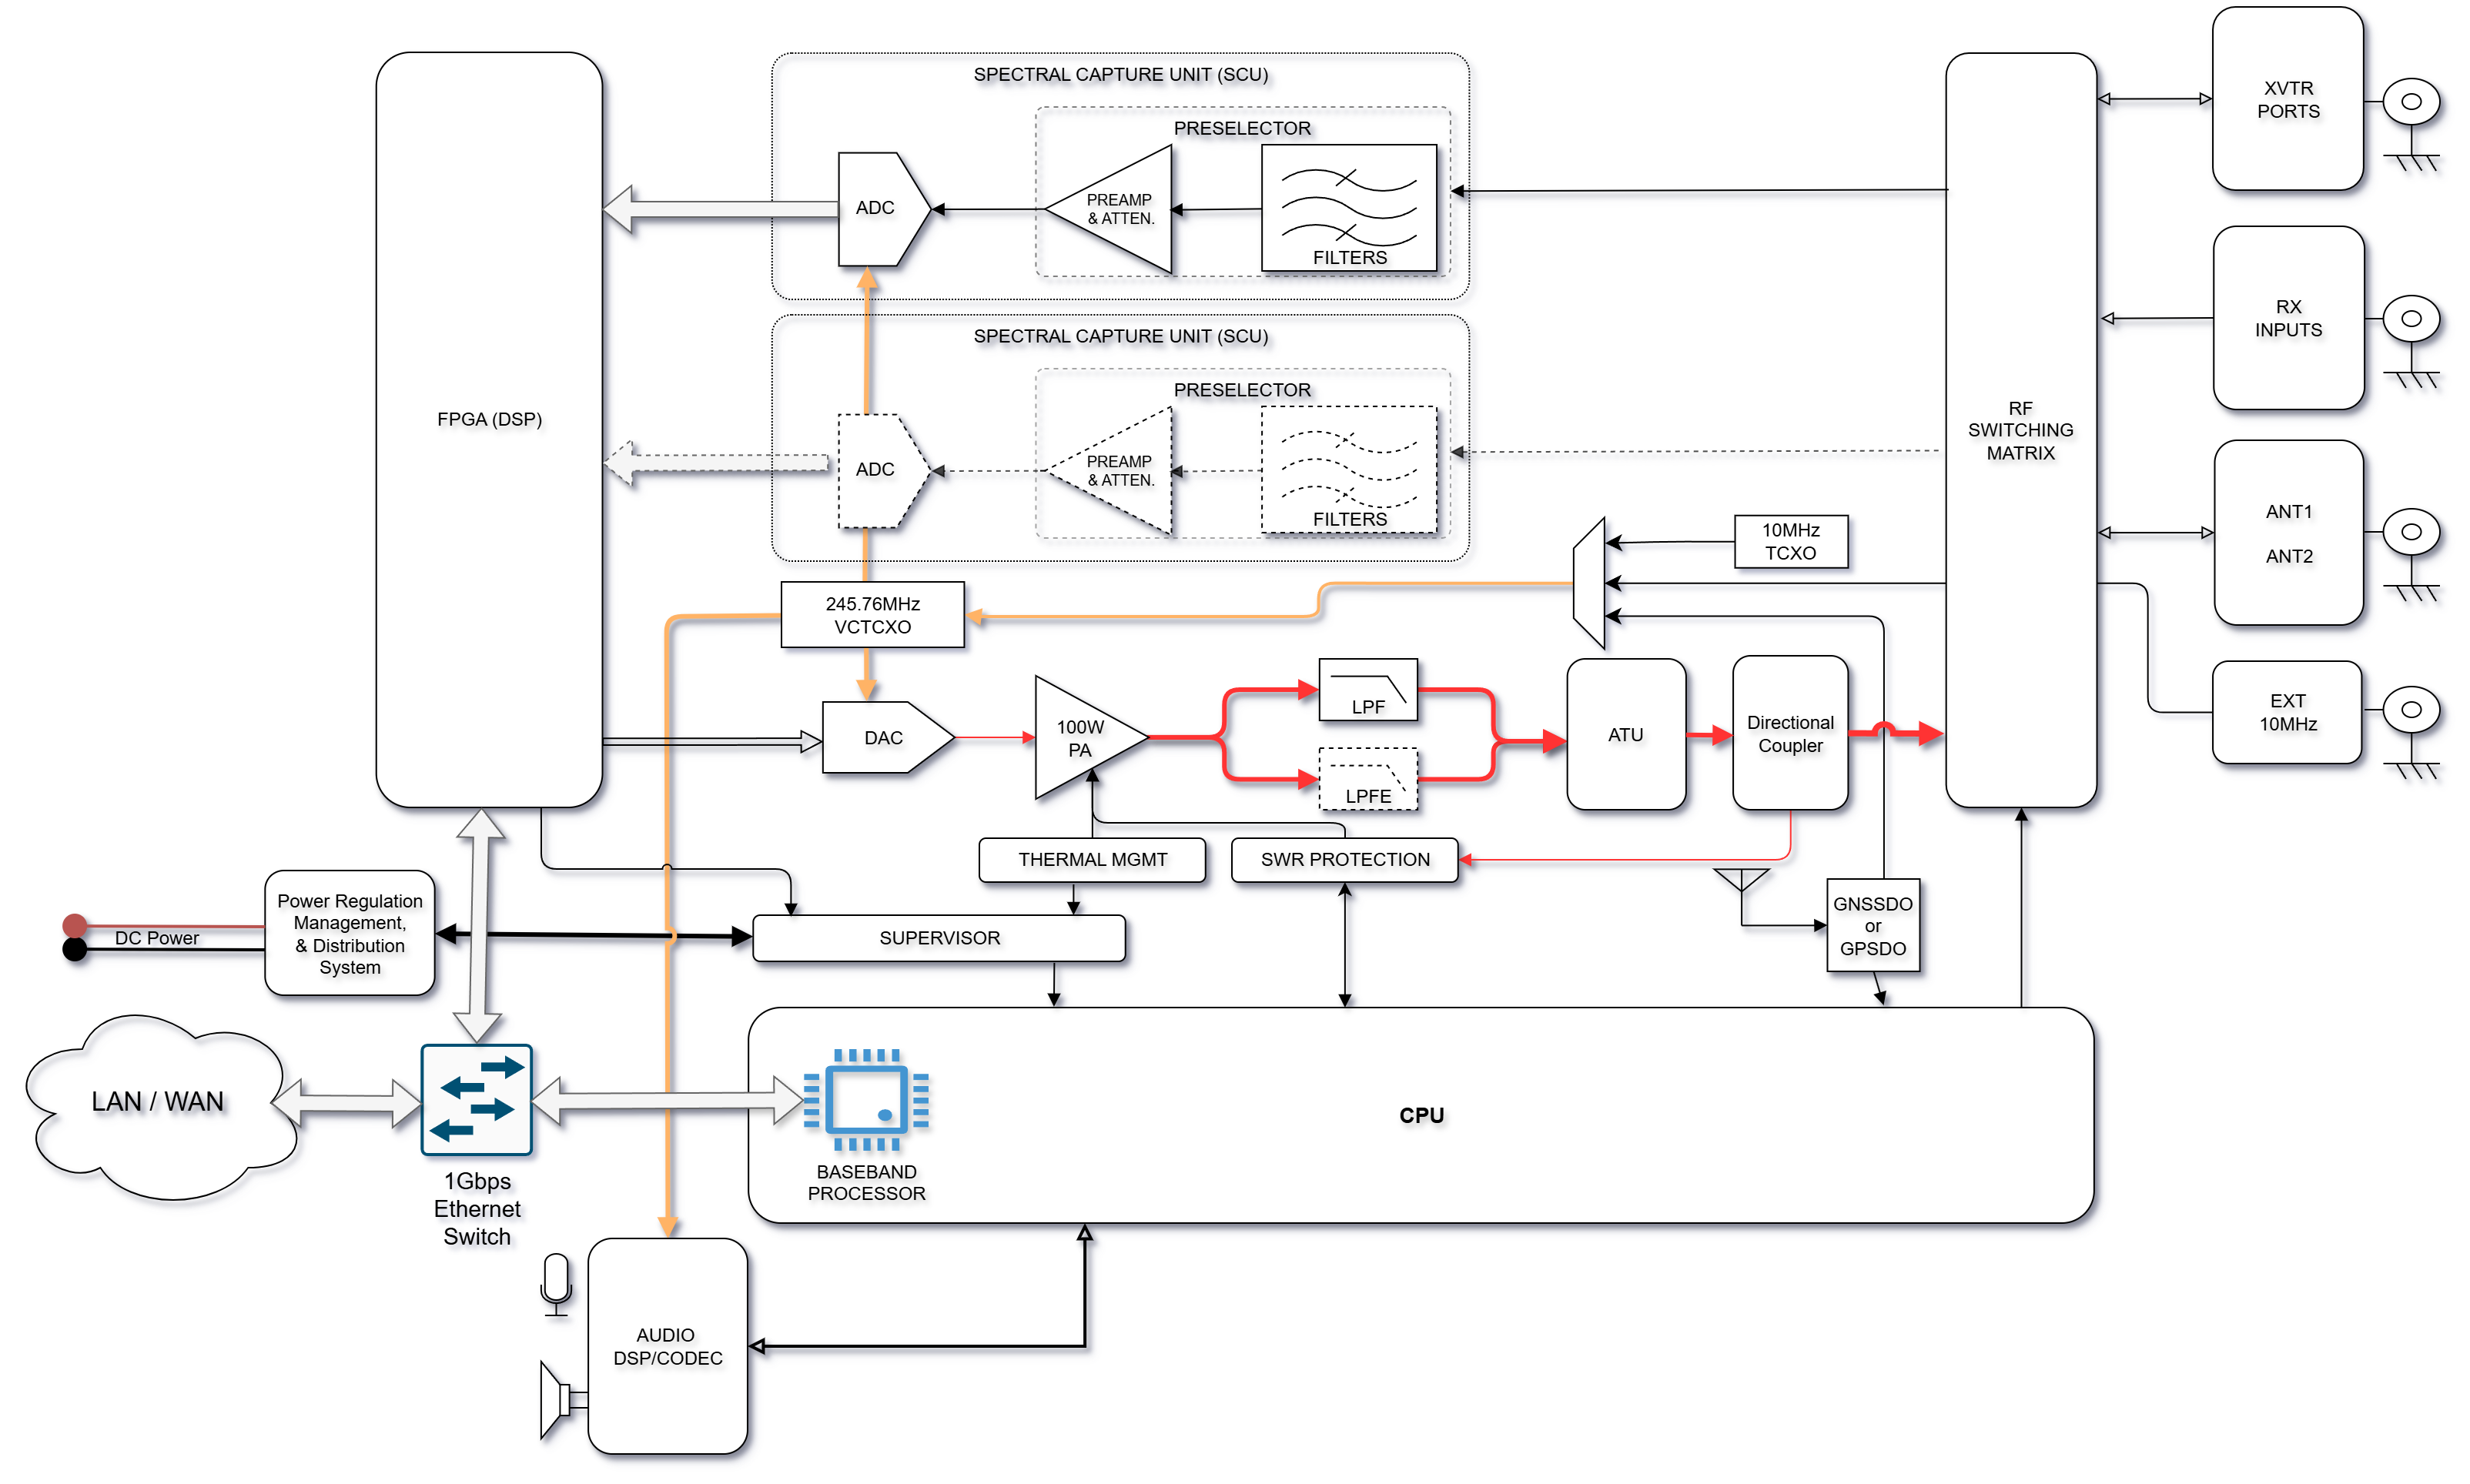 SPECTRAL CAPTURE UNIT (SCU)
PRESELECTOR
ADC
PREAMP
& ATTEN.
FILTERS
XVTR
PORTS
FPGA (DSP)
SPECTRAL CAPTURE UNIT (SCU)
PRESELECTOR
ADC
PREAMP
& ATTEN.
FILTERS
RF
SWITCHING
MATRIX
RX
INPUTS
ANT1
ANT2
10MHz
TCXO
245.76MHz
VCTCXO
EXT
10MHz
DAC
100W
PA
LPF
LPFE
ATU
Directional
Coupler
THERMAL MGMT
SWR PROTECTION
Power Regulation
Management,
& Distribution
System
DC Power
SUPERVISOR
GNSSDO
or
GPSDO
LAN / WAN
1Gbps
Ethernet
Switch
BASEBAND
PROCESSOR
CPU
AUDIO
DSP/CODEC